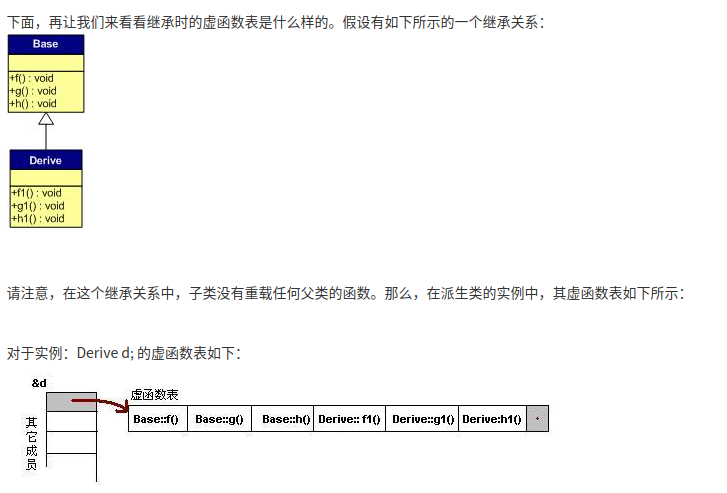 下面，再让我们来看看继承时的虚函数表是什么样的。假设有如下所示的一个继承关系：
Base
+f() : void
+g() : void
+h() : void
Derive
+f1() : void
+g1() : void
+h1() : void
请注意，在这个继承关系中，子类没有重载任何父类的函数。那么，在派生类的实例中，其虚函数表如下所示：
对于实例：Derive d; 的虚函数表如下：
&d
虚函数表
Base::f() Base::g() Base::h() Derive:: f1() Derive::g1() Derive:h1()
其它成员